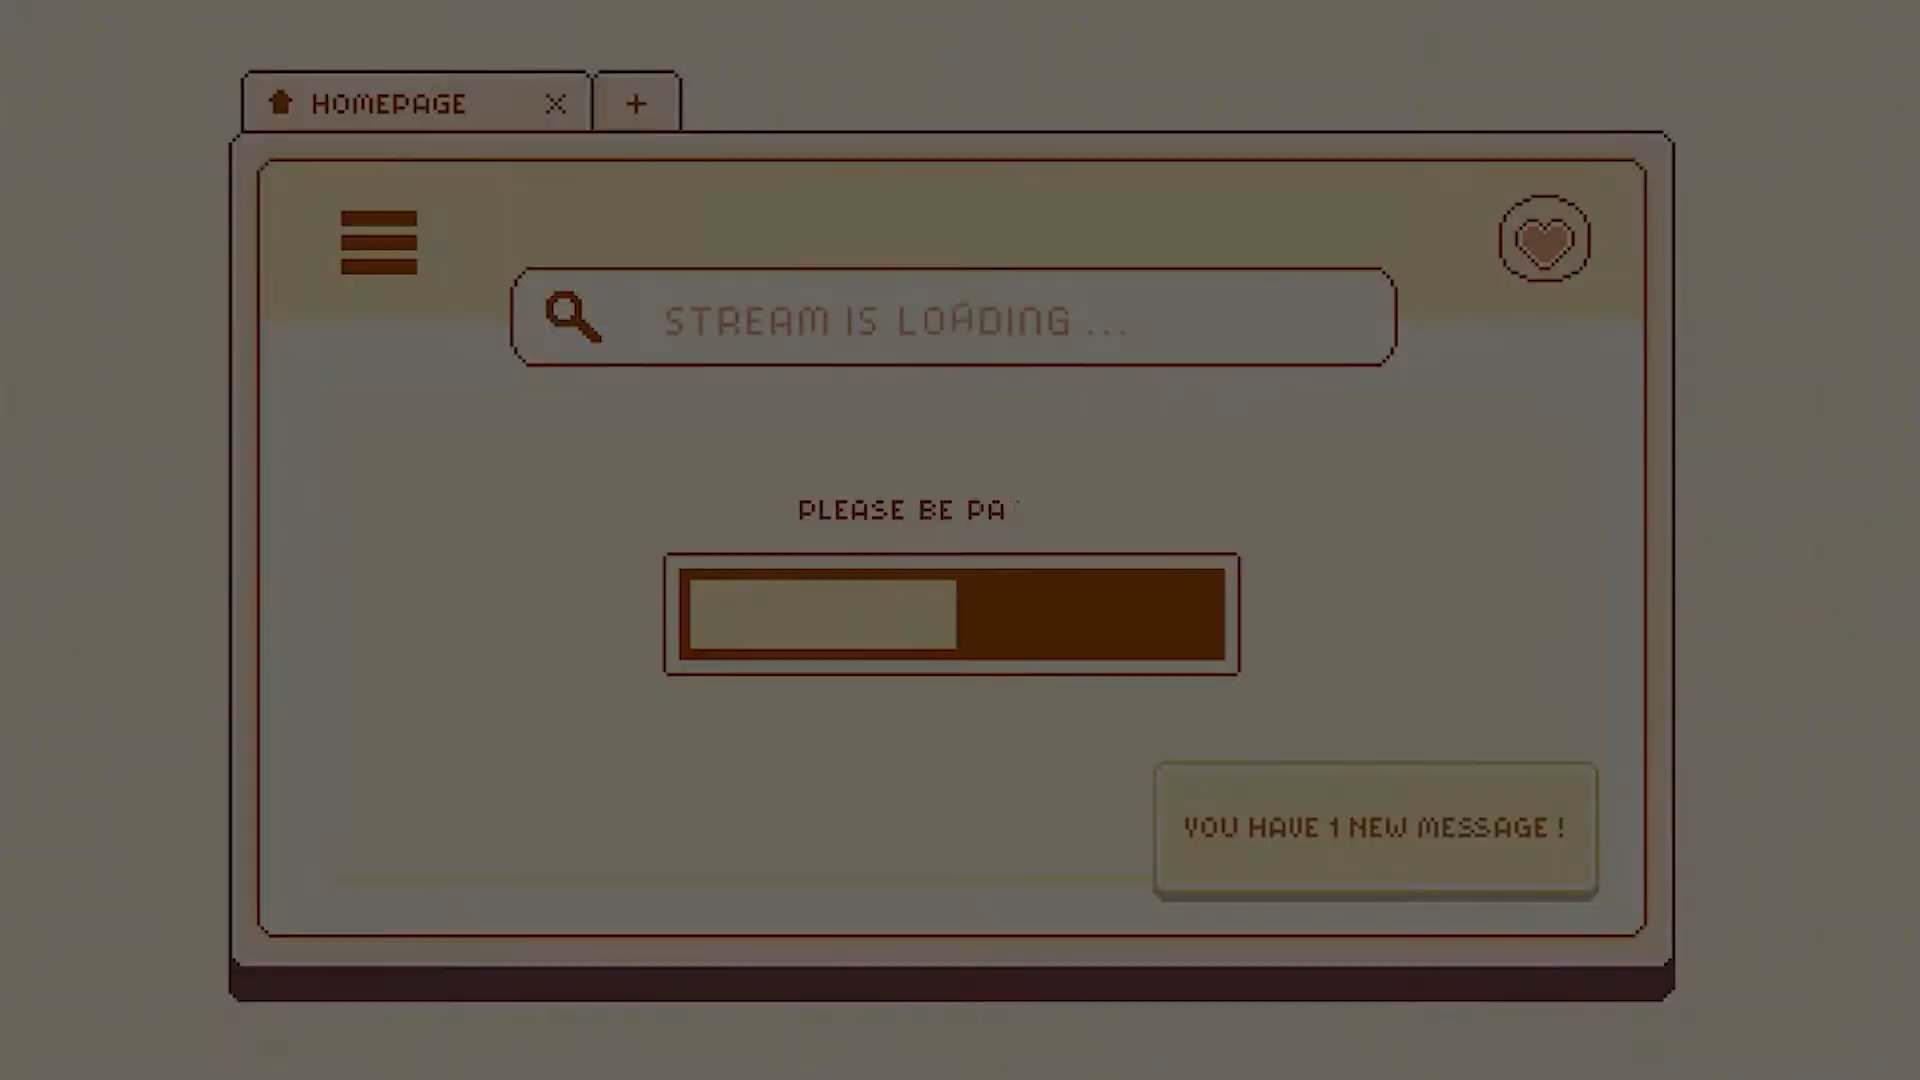 HOMEPAGE
STREAM IS LOADING ...
PLEASE BE PA
YOU HAVE 1 NEW MESSAGE !